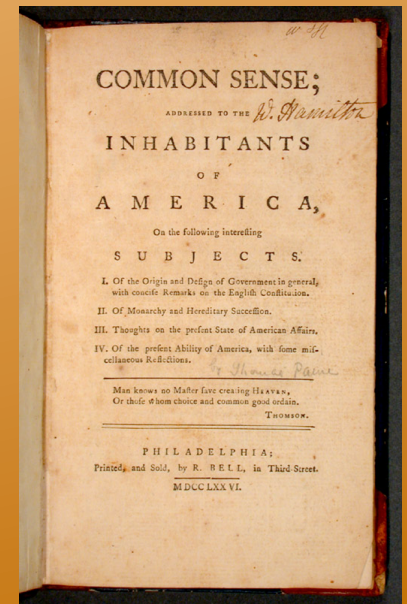 COMMON SENSE;
ADDRESSED TO THE W. Hamilton
INHABITANTS
OF
AMERICA,
On the following intereſting
SUBJECTS.
I. Of the Origin and Deſign of Government in general,
with conciſe Remarks on the Engliſh Conſtitution.
II. Of Monarchy and Hereditary Succeſſion.
III. Thoughts on the preſent State of American Affairs.
IV. Of the preſent Ability of America, with ſome miſ-
cellaneous Reflections.
Thomas Paine
Man knows no Maſter ſave creating HEAVEN,
Or thoſe whom choice and common good ordain.
THOMSON.
PHILADELPHIA;
Printed, and Sold, by R. BELL, in Third-Street.
MDCCLXXVI.